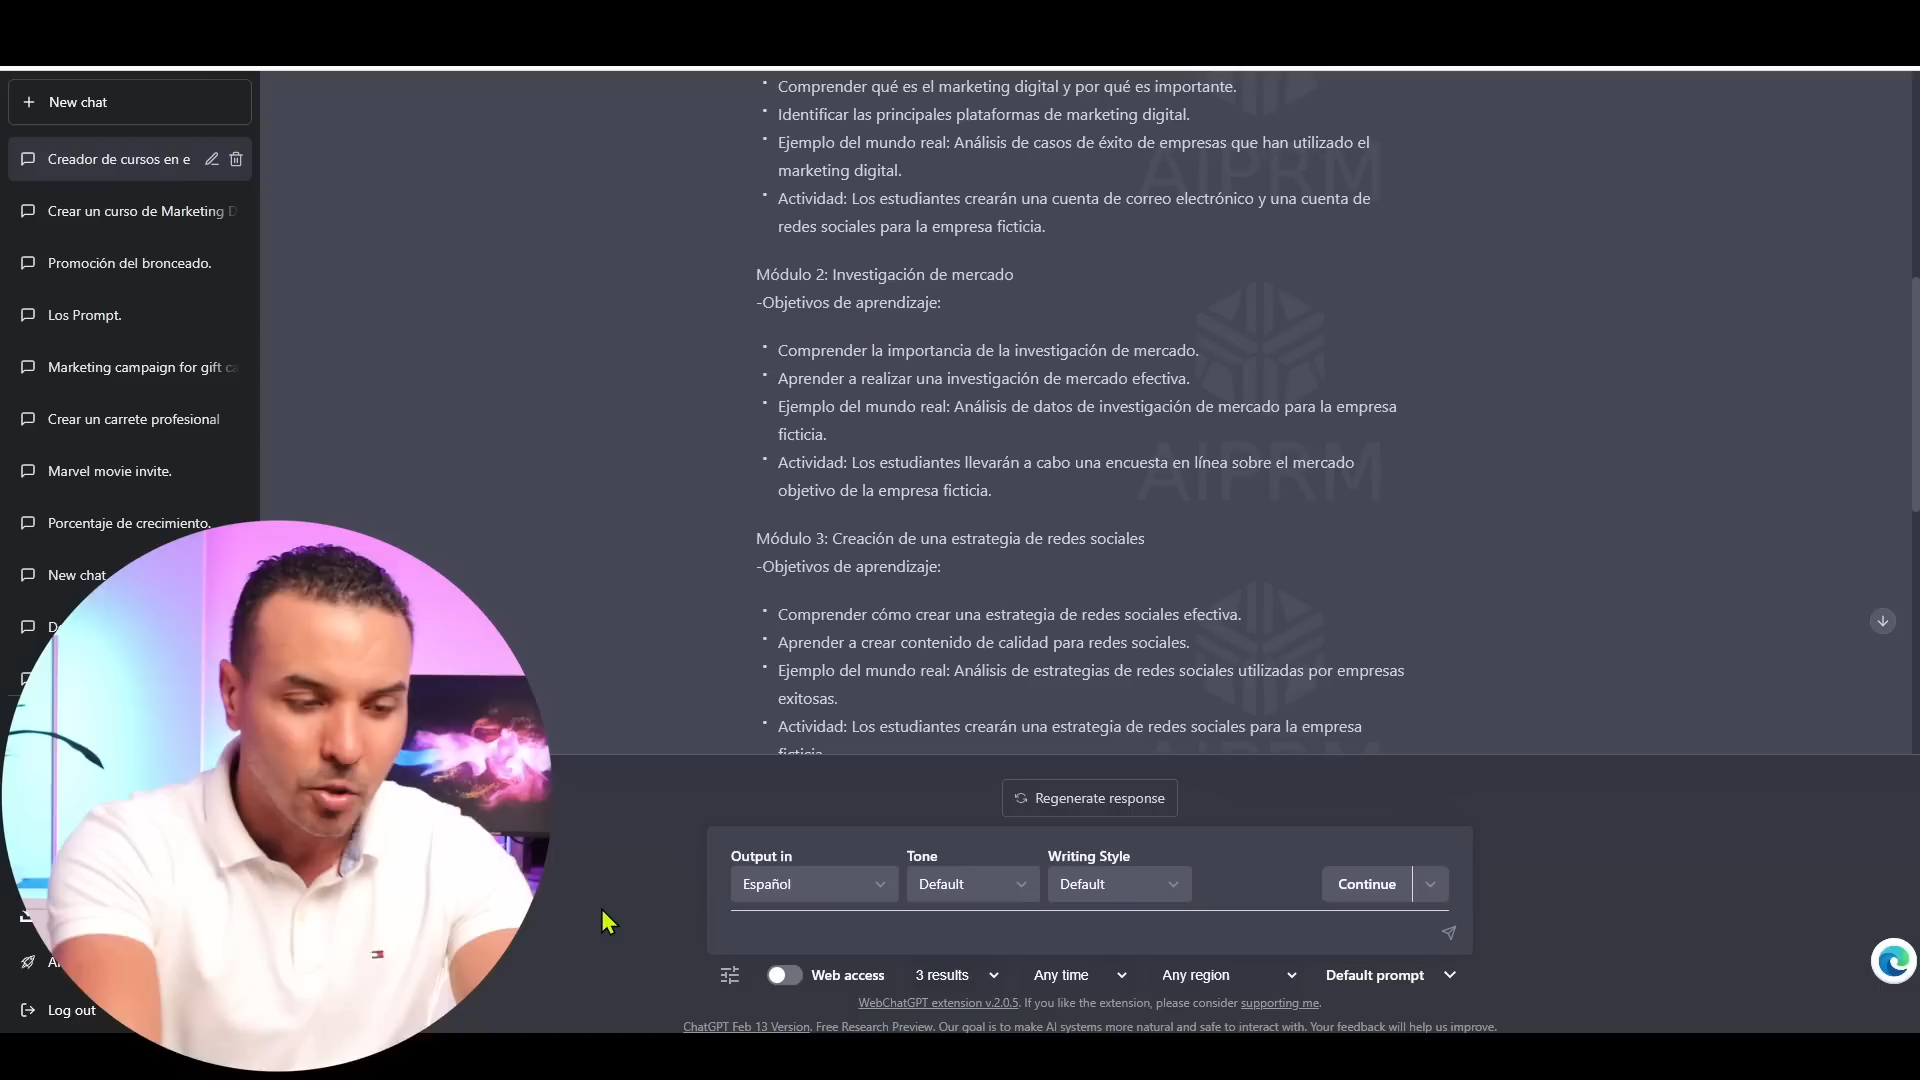 New chat
Creador de cursos en e
Crear un curso de Marketing D
Promoción del bronceado.
Los Prompt.
Marketing campaign for gift ca
Crear un carrete profesional
Marvel movie invite.
Porcentaje de crecimiento.
New chat
Log out
Comprender qué es el marketing digital y por qué es importante.
Identificar las principales plataformas de marketing digital.
Ejemplo del mundo real: Análisis de casos de éxito de empresas que han utilizado el
marketing digital.
Actividad: Los estudiantes crearán una cuenta de correo electrónico y una cuenta de
redes sociales para la empresa ficticia.
Módulo 2: Investigación de mercado
-Objetivos de aprendizaje:
Comprender la importancia de la investigación de mercado.
Aprender a realizar una investigación de mercado efectiva.
Ejemplo del mundo real: Análisis de datos de investigación de mercado para la empresa
ficticia.
Actividad: Los estudiantes llevarán a cabo una encuesta en línea sobre el mercado
objetivo de la empresa ficticia.
Módulo 3: Creación de una estrategia de redes sociales
-Objetivos de aprendizaje:
Comprender cómo crear una estrategia de redes sociales efectiva.
Aprender a crear contenido de calidad para redes sociales.
Ejemplo del mundo real: Análisis de estrategias de redes sociales utilizadas por empresas
exitosas.
Actividad: Los estudiantes crearán una estrategia de redes sociales para la empresa
ficticia
AIPRM
AIPRM
AIPRM
Regenerate response
Output in Tone Writing Style
Español Default Default Continue
Web access 3 results Any time Any region Default prompt
WebChatGPT extension v.2.0.5. If you like the extension, please consider supporting me.
ChatGPT Feb 13 Version. Free Research Preview. Our goal is to make AI systems more natural and safe to interact with. Your feedback will help us improve.